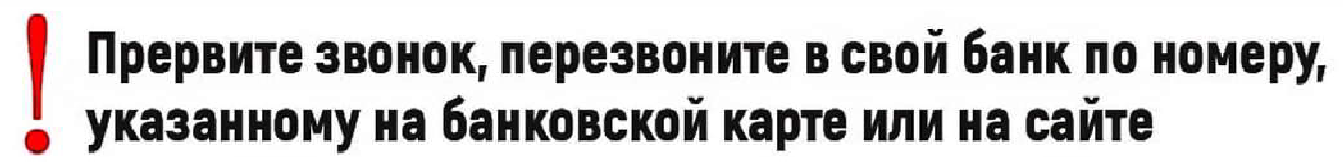 Прервите звонок, перезвоните в свой банк по номеру,
указанному на банковской карте или на сайте